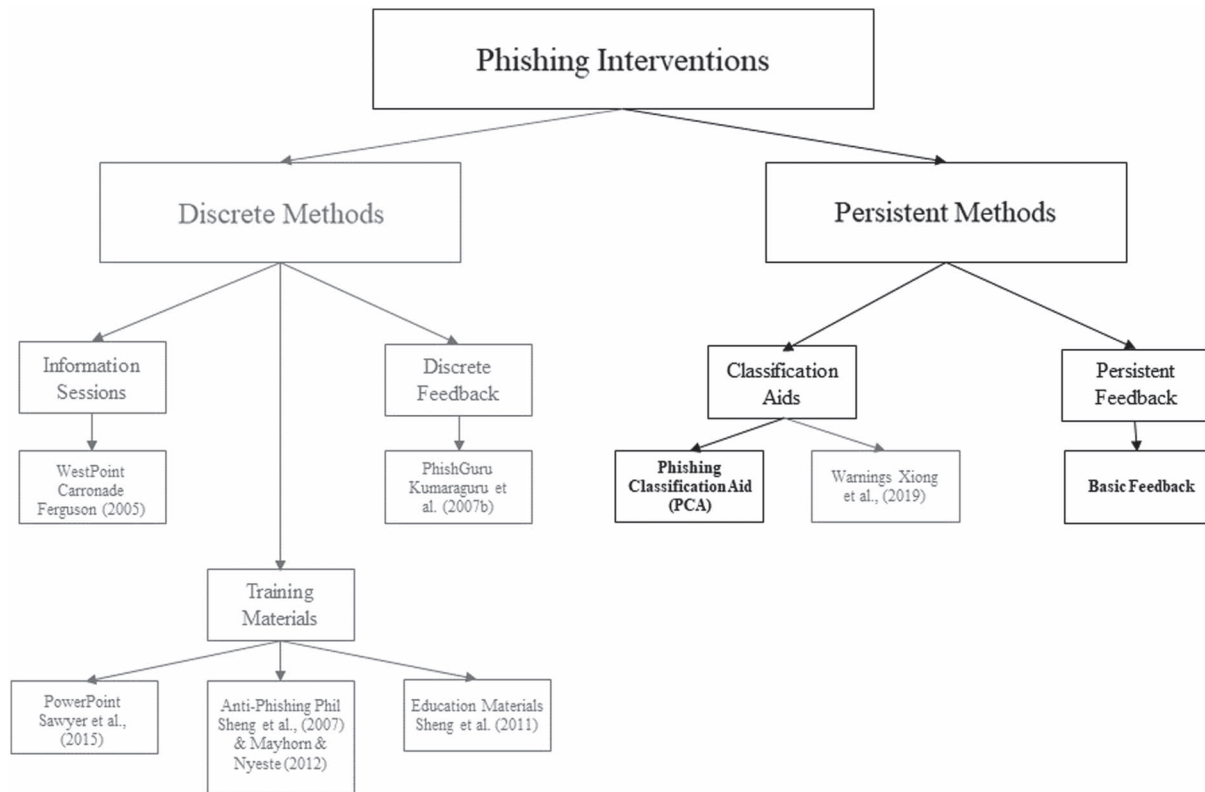 Phishing Interventions
Discrete Methods
Persistent Methods
Information
Sessions
Discrete
Feedback
Classification
Aids
Persistent
Feedback
WestPoint
Carronade
Ferguson (2005)
PhishGuru
Kumaraguru et
al. (2007b)
Phishing
Classification Aid
(PCA)
Warnings Xiong
et al., (2019)
Basic Feedback
Training
Materials
PowerPoint
Sawyer et al.,
(2015)
Anti-Phishing Phil
Sheng et al., (2007)
& Mayhorn &
Nyeste (2012)
Education Materials
Sheng et al. (2011)